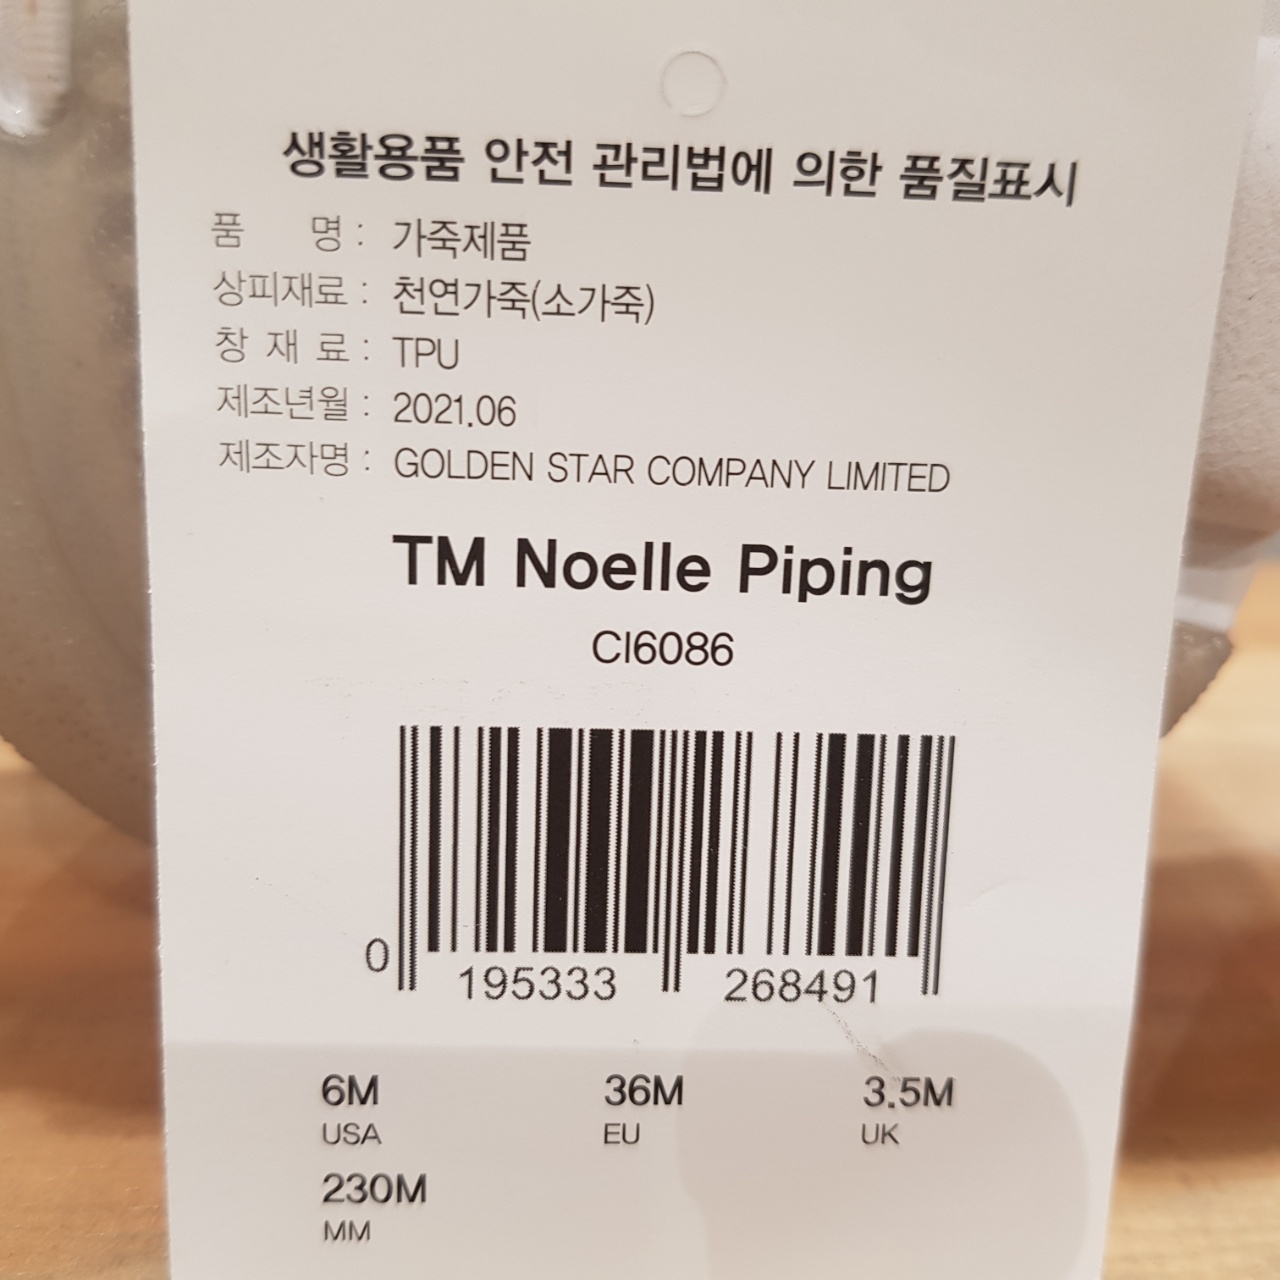 생활용품 안전 관리법에 의한 품질표시
품 명 : 가죽제품
상피재료 : 천연가죽(소가죽)
창 재 료 : TPU
제조년월 : 2021.06
제조자명 : GOLDEN STAR COMPANY LIMITED
TM Noelle Piping
CI6086
0 195333 268491
6M 36M 3.5M
USA EU UK
230M
MM